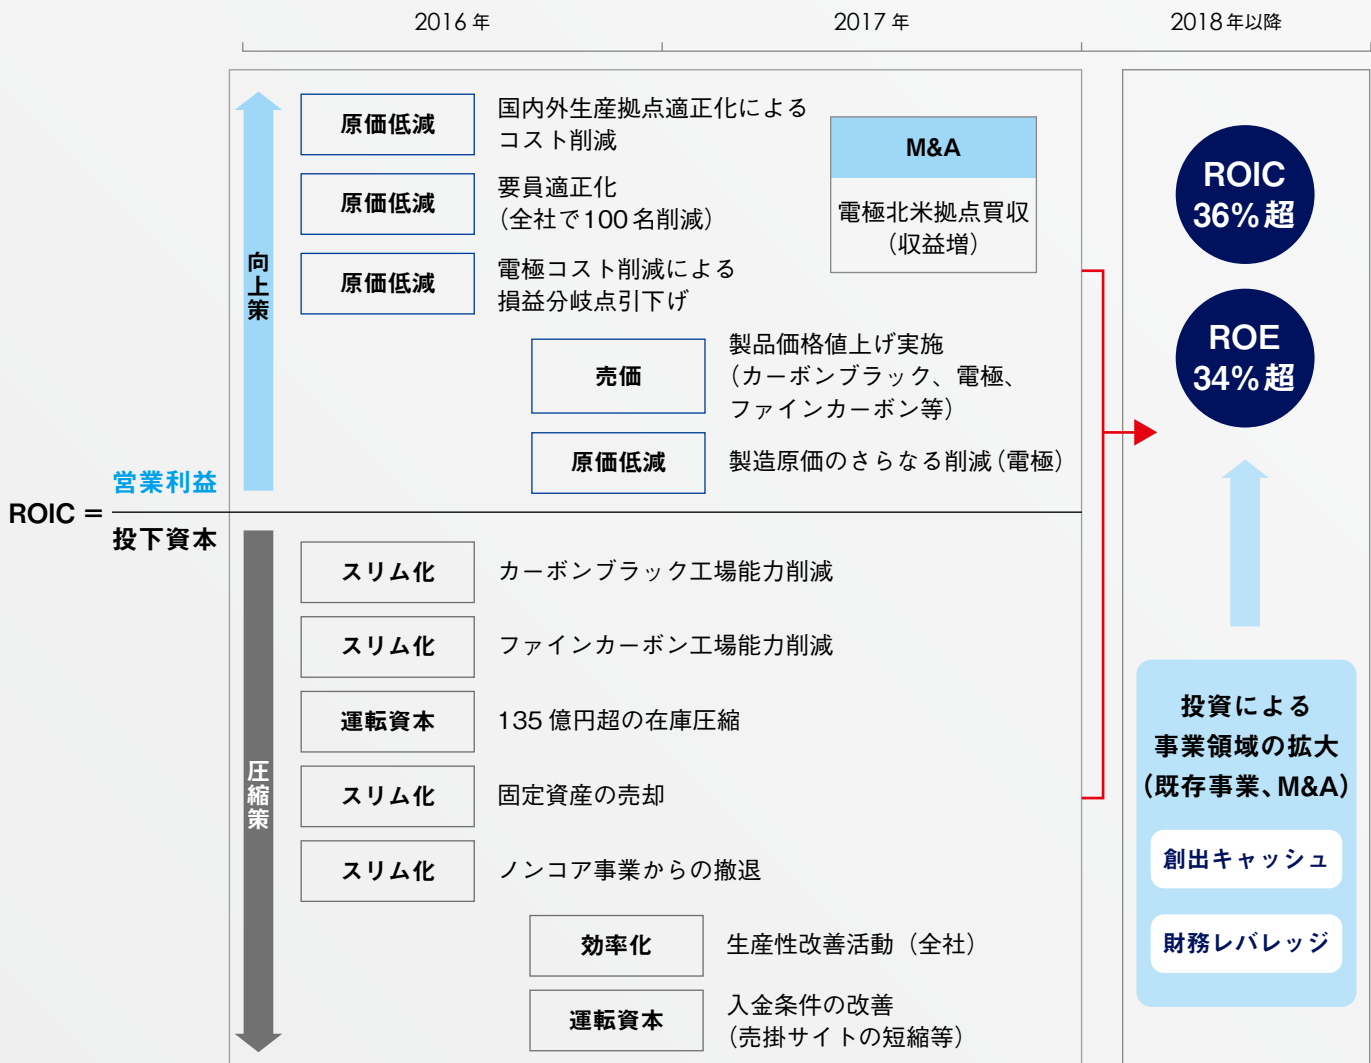 2016年
2017年
2018年以降
向上策
原価低減
国内外生産拠点適正化による
コスト削減
原価低減
要員適正化
(全社で100名削減)
原価低減
電極コスト削減による
損益分岐点引下げ
M&A
電極北米拠点買収
(収益増)
売価
製品価格値上げ実施
(カーボンブラック、電極、
ファインカーボン等)
原価低減
製造原価のさらなる削減(電極)
ROIC =
営業利益
投下資本
圧縮策
スリム化
カーボンブラック工場能力削減
スリム化
ファインカーボン工場能力削減
運転資本
135億円超の在庫圧縮
スリム化
固定資産の売却
スリム化
ノンコア事業からの撤退
効率化
生産性改善活動(全社)
運転資本
入金条件の改善
(売掛サイトの短縮等)
ROIC
36%超
ROE
34%超
投資による
事業領域の拡大
(既存事業、M&A)
創出キャッシュ
財務レバレッジ